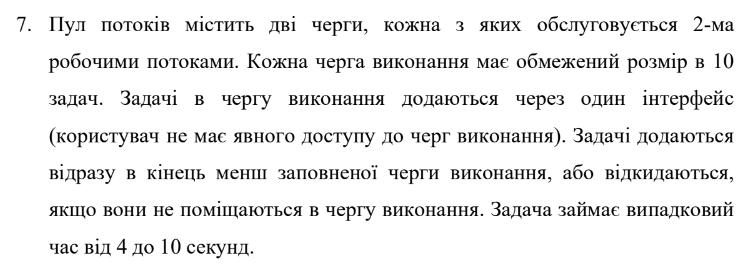 7. Пул потоків містить дві черги, кожна з яких обслуговується 2-ма
робочими потоками. Кожна черга виконання має обмежений розмір в 10
задач. Задачі в чергу виконання додаються через один інтерфейс
(користувач не має явного доступу до черг виконання). Задачі додаються
відразу в кінець менш заповненої черги виконання, або відкидаються,
якщо вони не поміщаються в чергу виконання. Задача займає випадковий
час від 4 до 10 секунд.